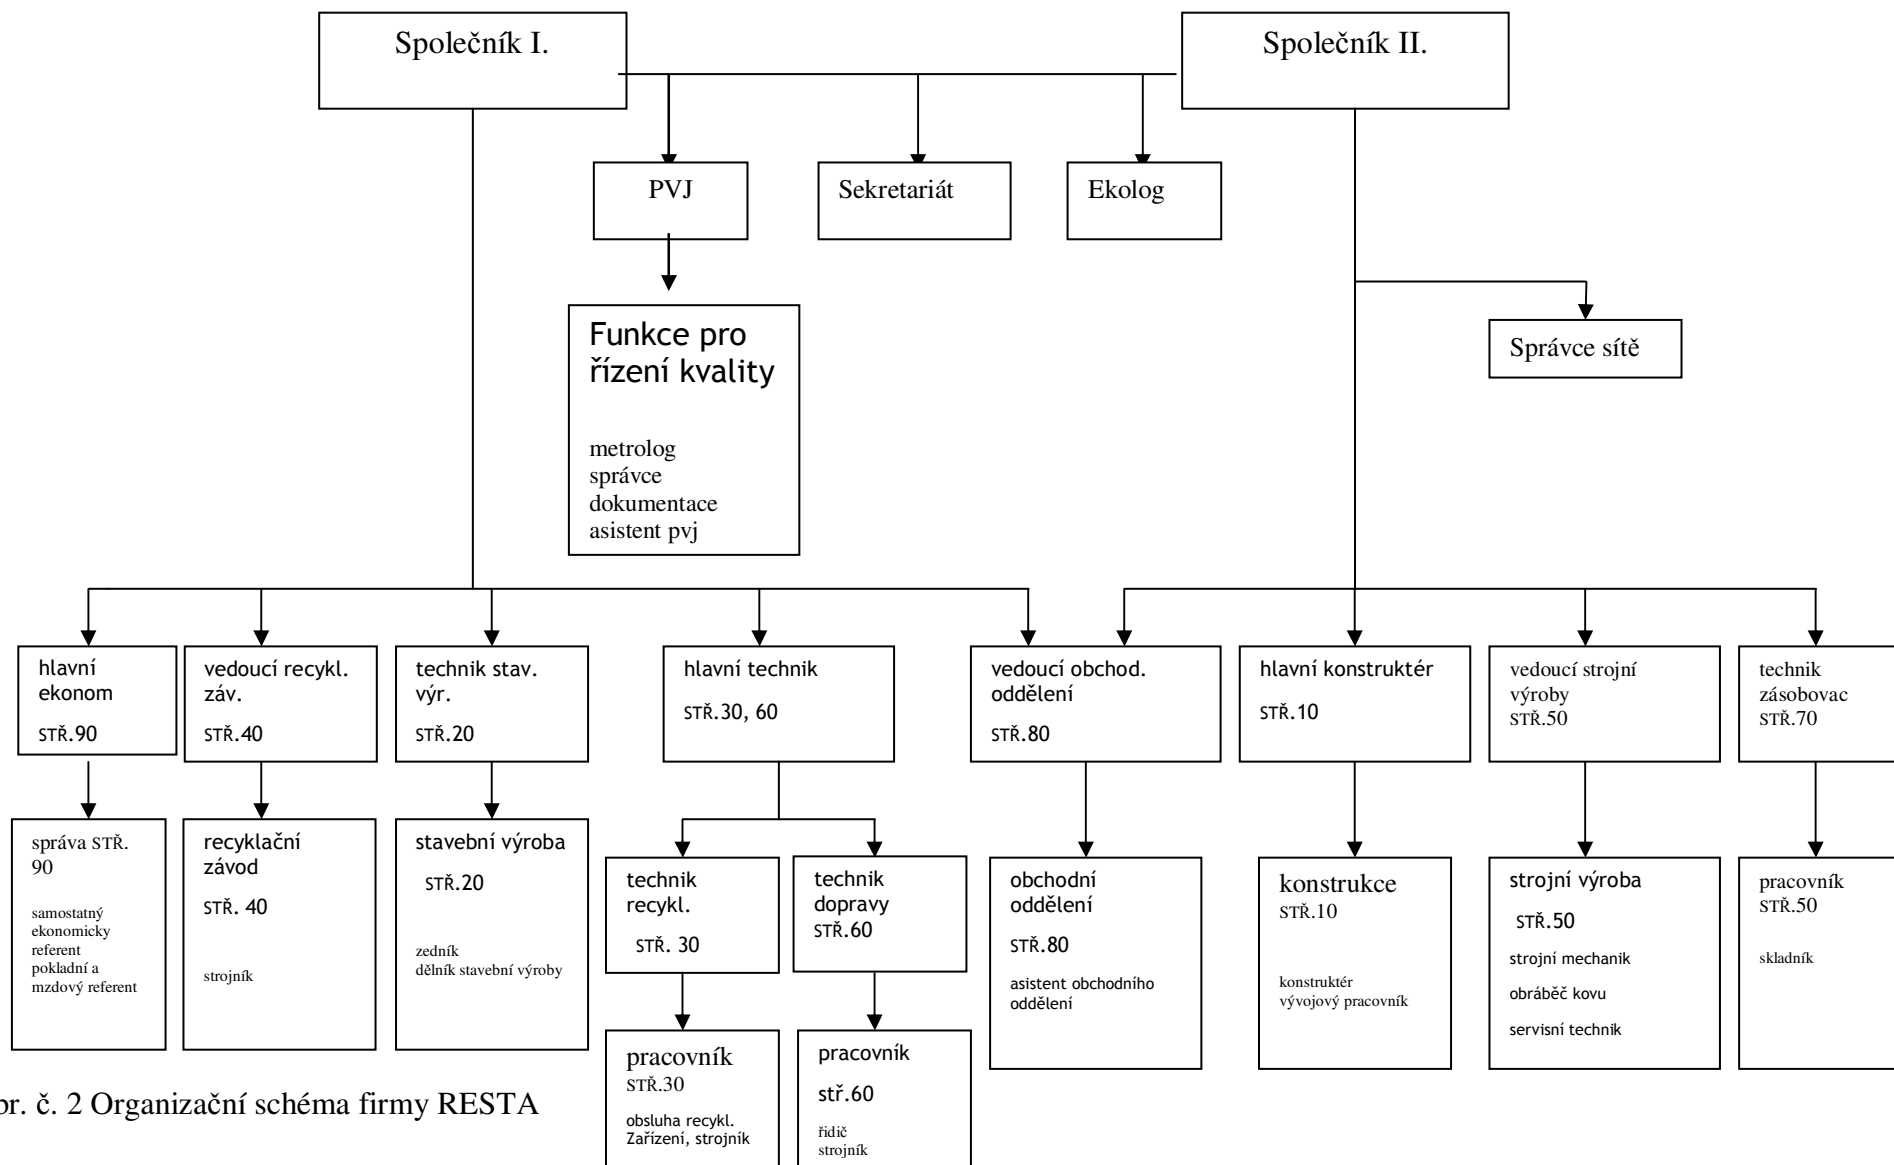 Společník I.
Společník II.
PVJ
Sekretariát
Ekolog
Funkce pro
řízení kvality
metrolog
správce
dokumentace
asistent pvj
Správce sítě
hlavní
ekonom
STŘ.90
vedoucí recykl.
záv.
STŘ.40
technik stav.
výr.
STŘ.20
hlavní technik
STŘ.30, 60
vedoucí obchod.
oddělení
STŘ.80
hlavní konstruktér
STŘ.10
vedoucí strojní
výroby
STŘ.50
technik
zásobovac
STŘ.70
správa STŘ.
90
samostatný
ekonomicky
referent
pokladní a
mzdový referent
recyklační
závod
STŘ. 40
strojník
stavební výroba
STŘ.20
zedník
dělník stavební výroby
technik
recykl.
STŘ. 30
technik
dopravy
STŘ.60
obchodní
oddělení
STŘ.80
asistent obchodního
oddělení
konstrukce
STŘ.10
konstruktér
vývojový pracovník
strojní výroba
STŘ.50
strojní mechanik
obráběč kovu
servisní technik
pracovník
STŘ.50
skladník
pracovník
STŘ.30
obsluha recykl.
Zařízení, strojník
pracovník
stř.60
řidič
strojník
br. č. 2 Organizační schéma firmy RESTA